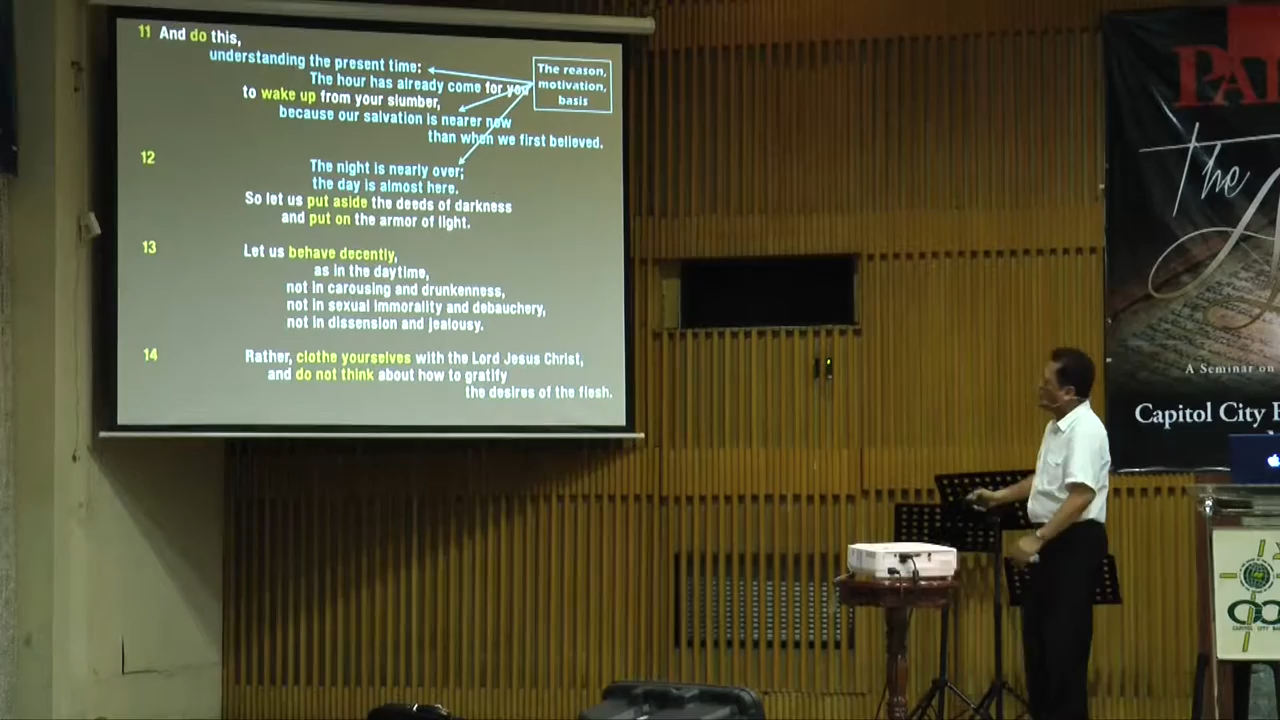 11 And do this,
understanding the present time:
The hour has already come for you
to wake up from your slumber,
because our salvation is nearer now
than when we first believed.
The reason,
motivation,
basis
12
The night is nearly over;
the day is almost here.
So let us put aside the deeds of darkness
and put on the armor of light.
13 Let us behave decently,
as in the daytime,
not in carousing and drunkenness,
not in sexual immorality and debauchery,
not in dissension and jealousy.
14 Rather, clothe yourselves with the Lord Jesus Christ,
and do not think about how to gratify
the desires of the flesh.
The
A Seminar on
Capitol City